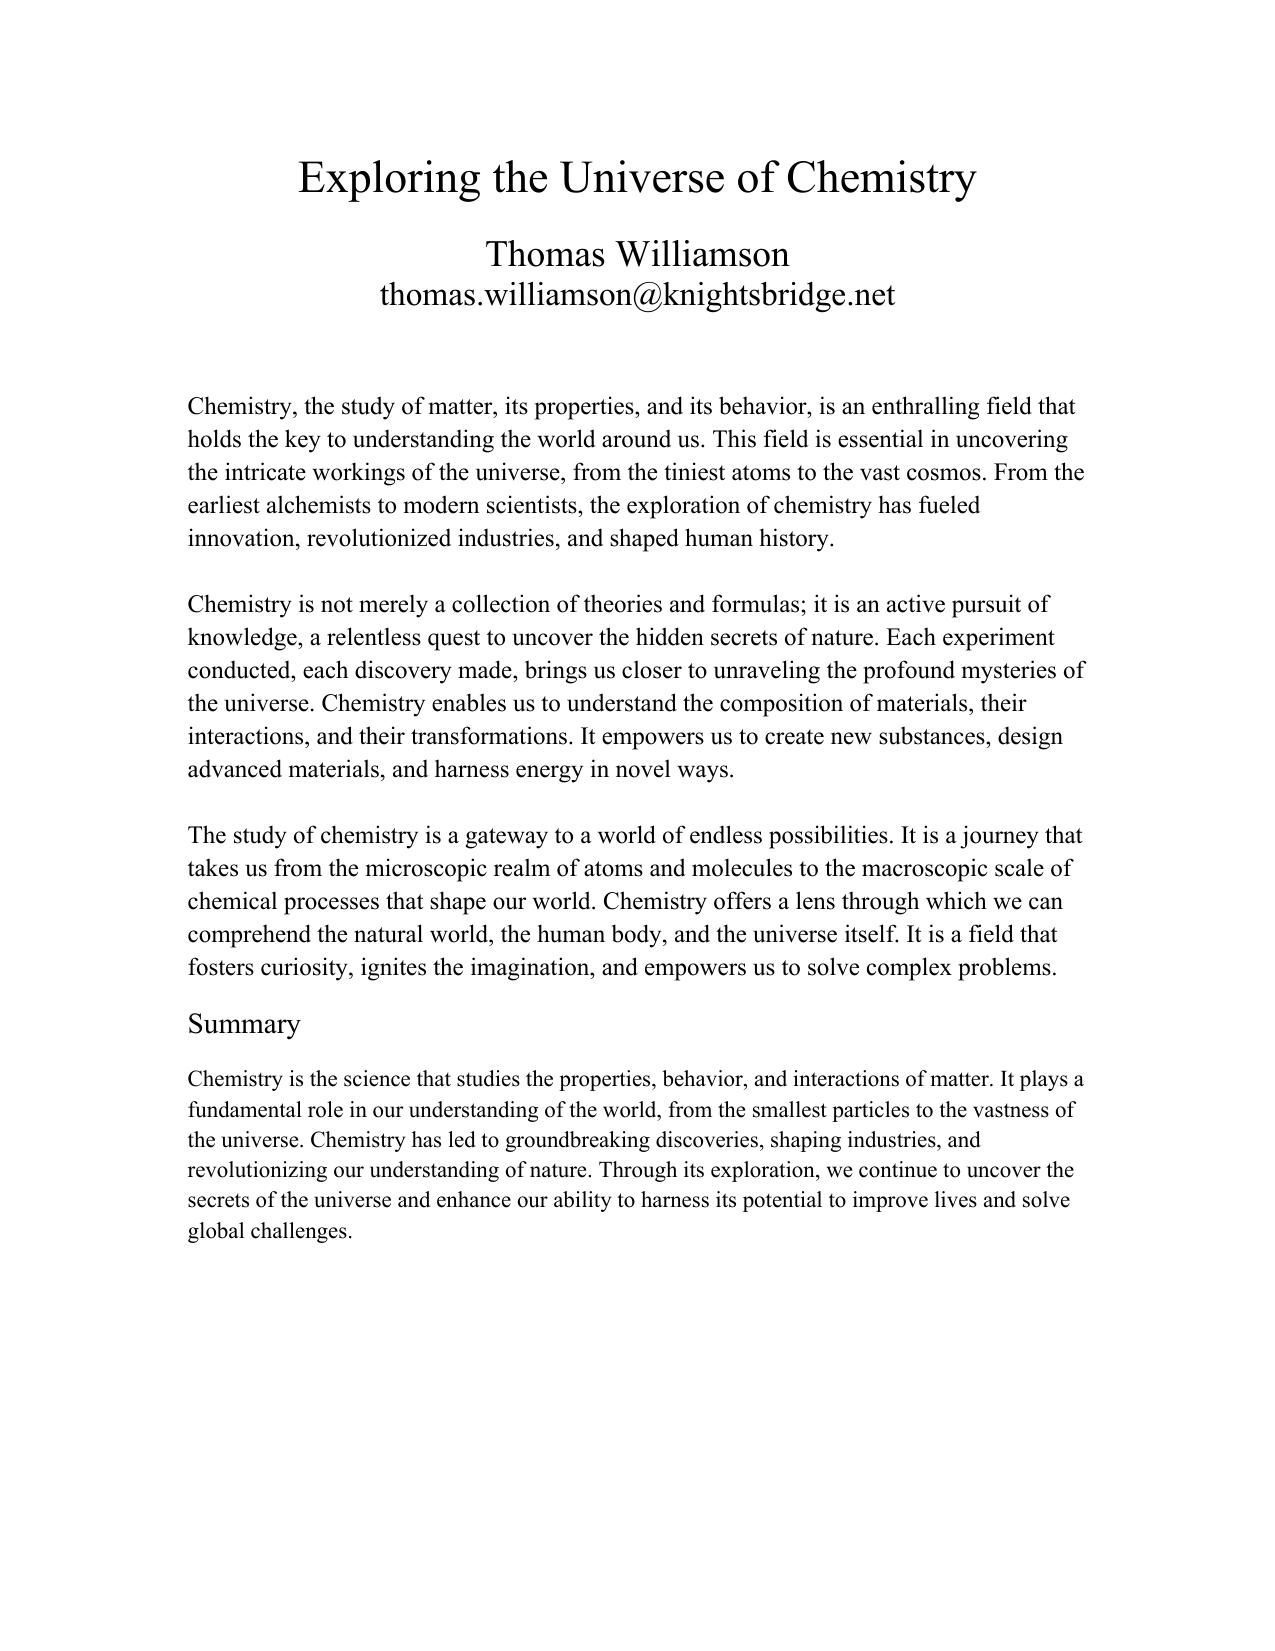 Exploring the Universe of Chemistry
Thomas Williamson
thomas.williamson@knightsbridge.net
Chemistry, the study of matter, its properties, and its behavior, is an enthralling field that
holds the key to understanding the world around us. This field is essential in uncovering
the intricate workings of the universe, from the tiniest atoms to the vast cosmos. From the
earliest alchemists to modern scientists, the exploration of chemistry has fueled
innovation, revolutionized industries, and shaped human history.
Chemistry is not merely a collection of theories and formulas; it is an active pursuit of
knowledge, a relentless quest to uncover the hidden secrets of nature. Each experiment
conducted, each discovery made, brings us closer to unraveling the profound mysteries of
the universe. Chemistry enables us to understand the composition of materials, their
interactions, and their transformations. It empowers us to create new substances, design
advanced materials, and harness energy in novel ways.
The study of chemistry is a gateway to a world of endless possibilities. It is a journey that
takes us from the microscopic realm of atoms and molecules to the macroscopic scale of
chemical processes that shape our world. Chemistry offers a lens through which we can
comprehend the natural world, the human body, and the universe itself. It is a field that
fosters curiosity, ignites the imagination, and empowers us to solve complex problems.
Summary
Chemistry is the science that studies the properties, behavior, and interactions of matter. It plays a
fundamental role in our understanding of the world, from the smallest particles to the vastness of
the universe. Chemistry has led to groundbreaking discoveries, shaping industries, and
revolutionizing our understanding of nature. Through its exploration, we continue to uncover the
secrets of the universe and enhance our ability to harness its potential to improve lives and solve
global challenges.